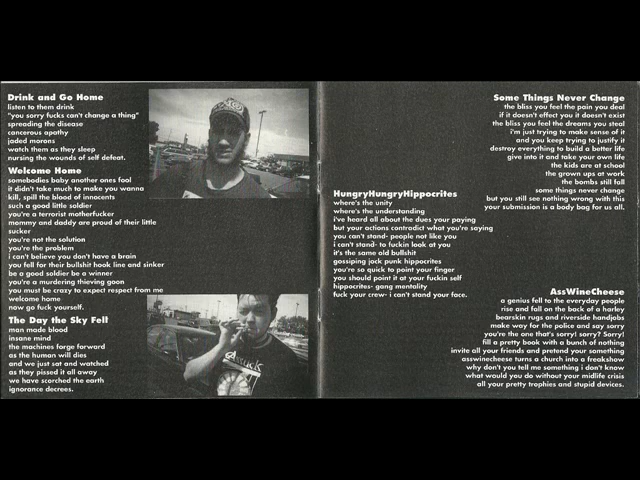 Drink and Go Home
listen to them drink
"you sorry fucks can't change a thing"
spreading the disease
cancerous apathy
jaded morons
watch them as they sleep
nursing the wounds of self defeat.
Welcome Home
somebodies baby another ones fool
it didn't take much to make you wanna
kill, spill the blood of innocents
such a good little soldier
you're a terrorist motherfucker
mommy and daddy are proud of their little
sucker
you're not the solution
you're the problem
i can't believe you don't have a brain
you fell for their bullshit hook line and sinker
be a good soldier be a winner
you're a murdering thieving goon
you must be crazy to expect respect from me
welcome home
now go fuck yourself.
The Day the Sky Fell
man made blood
insane mind
the machines forge forward
as the human will dies
and we just sat and watched
as they pissed it all away
we have scorched the earth
ignorance decrees.
HungryHungryHippocrites
where's the unity
where's the understanding
i've heard all about the dues your paying
but your actions contradict what you're saying
you can't stand- people not like you
i can't stand- to fuckin look at you
it's the same old bullshit
gossiping jock punk hippocrites
you're so quick to point your finger
you should point it at your fuckin self
hippocrites- gang mentality
fuck your crew- i can't stand your face.
Some Things Never Change
the bliss you feel the pain you deal
if it doesn't effect you it doesn't exist
the bliss you feel the dreams you steal
i'm just trying to make sense of it
and you keep trying to justify it
destroy everything to build a better life
give into it and take your own life
the kids are at school
the grown ups at work
the bombs still fall
some things never change
but you still see nothing wrong with this
your submission is a body bag for us all.
AssWineCheese
a genius fell to the everyday people
rise and fall on the back of a harley
bearskin rugs and riverside handjobs
make way for the police and say sorry
you're the one that's sorry! sorry? Sorry!
fill a pretty book with a bunch of nothing
invite all your friends and pretend your something
asswinecheese turns a church into a freakshow
why don't you tell me something i don't know
what would you do without your midlife crisis
all your pretty trophies and stupid devices.